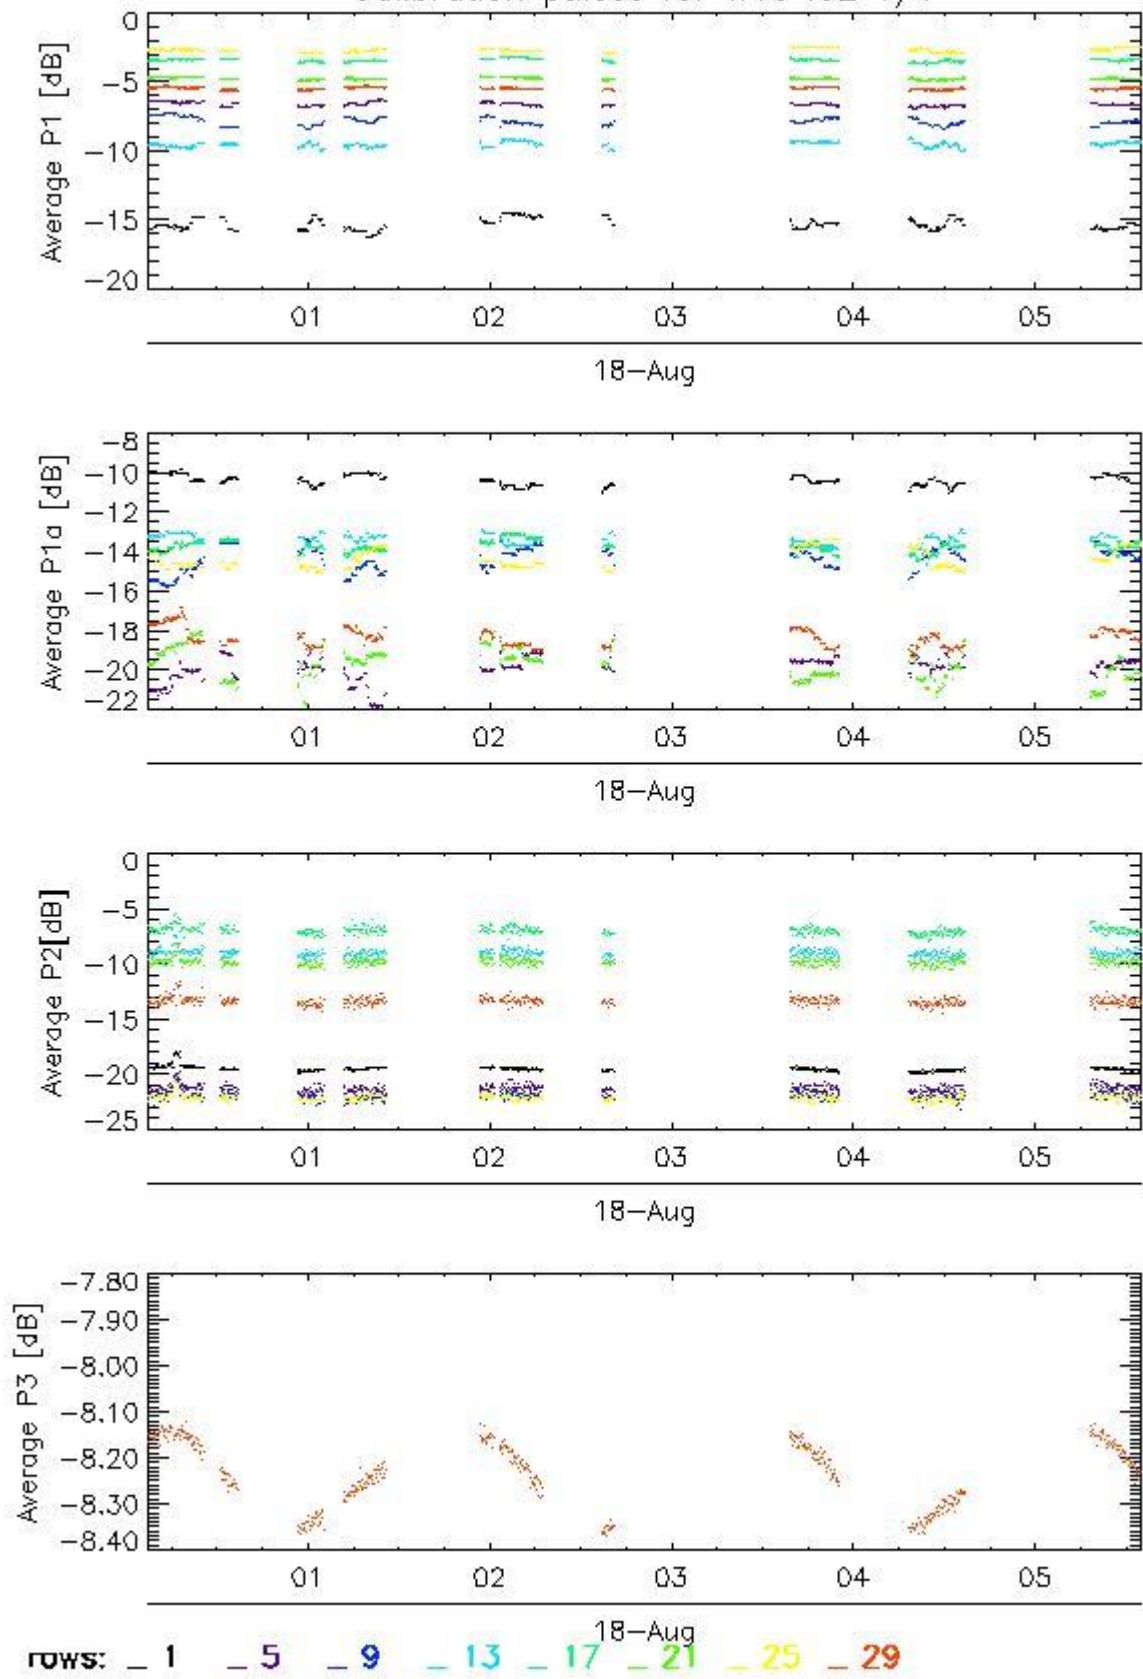 0
−5
−10
−15
−20
Average P1 [dB]
01 02 03 04 05
18−Aug
−8
−10
−12
−14
−16
−18
−20
−22
Average P1a [dB]
01 02 03 04 05
18−Aug
0
−5
−10
−15
−20
−25
Average P2[dB]
01 02 03 04 05
18−Aug
−7.80
−7.90
−8.00
−8.10
−8.20
−8.30
−8.40
Average P3 [dB]
01 02 03 04 05
18−Aug
rows: _ 1 _ 5 _ 9 _ 13 _ 17 _ 21 _ 25 _ 29